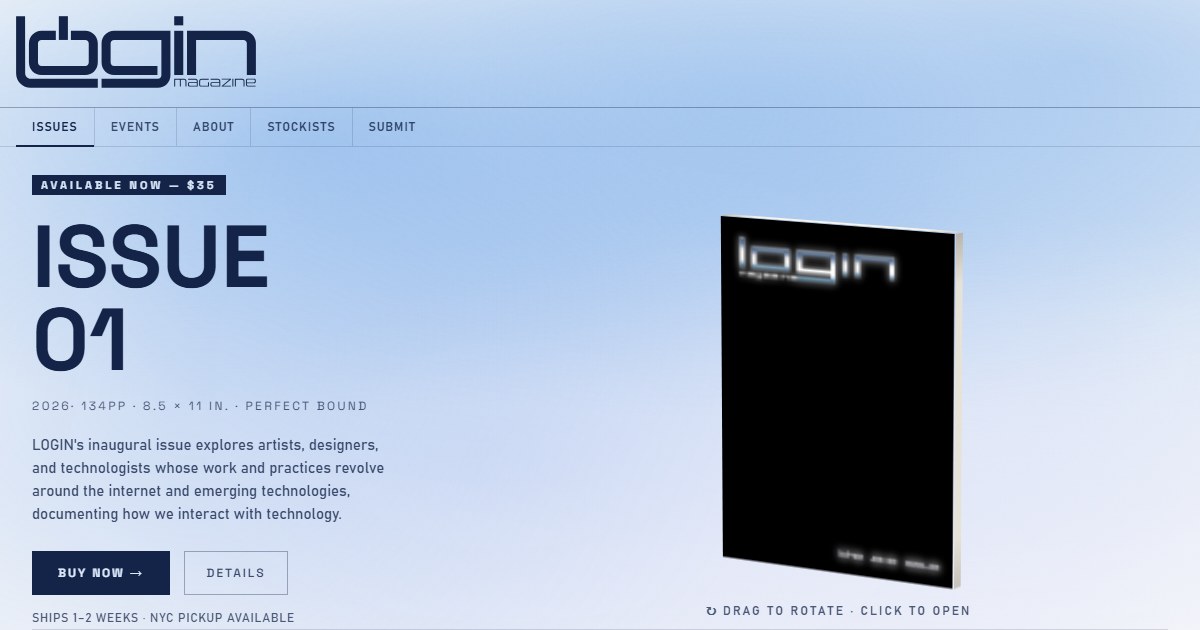 login
magazine
ISSUES EVENTS ABOUT STOCKISTS SUBMIT
AVAILABLE NOW — $35
ISSUE
01
2026· 134PP · 8.5 × 11 IN. · PERFECT BOUND
LOGIN's inaugural issue explores artists, designers,
and technologists whose work and practices revolve
around the internet and emerging technologies,
documenting how we interact with technology.
BUY NOW →
DETAILS
SHIPS 1–2 WEEKS · NYC PICKUP AVAILABLE
login
↻ DRAG TO ROTATE · CLICK TO OPEN